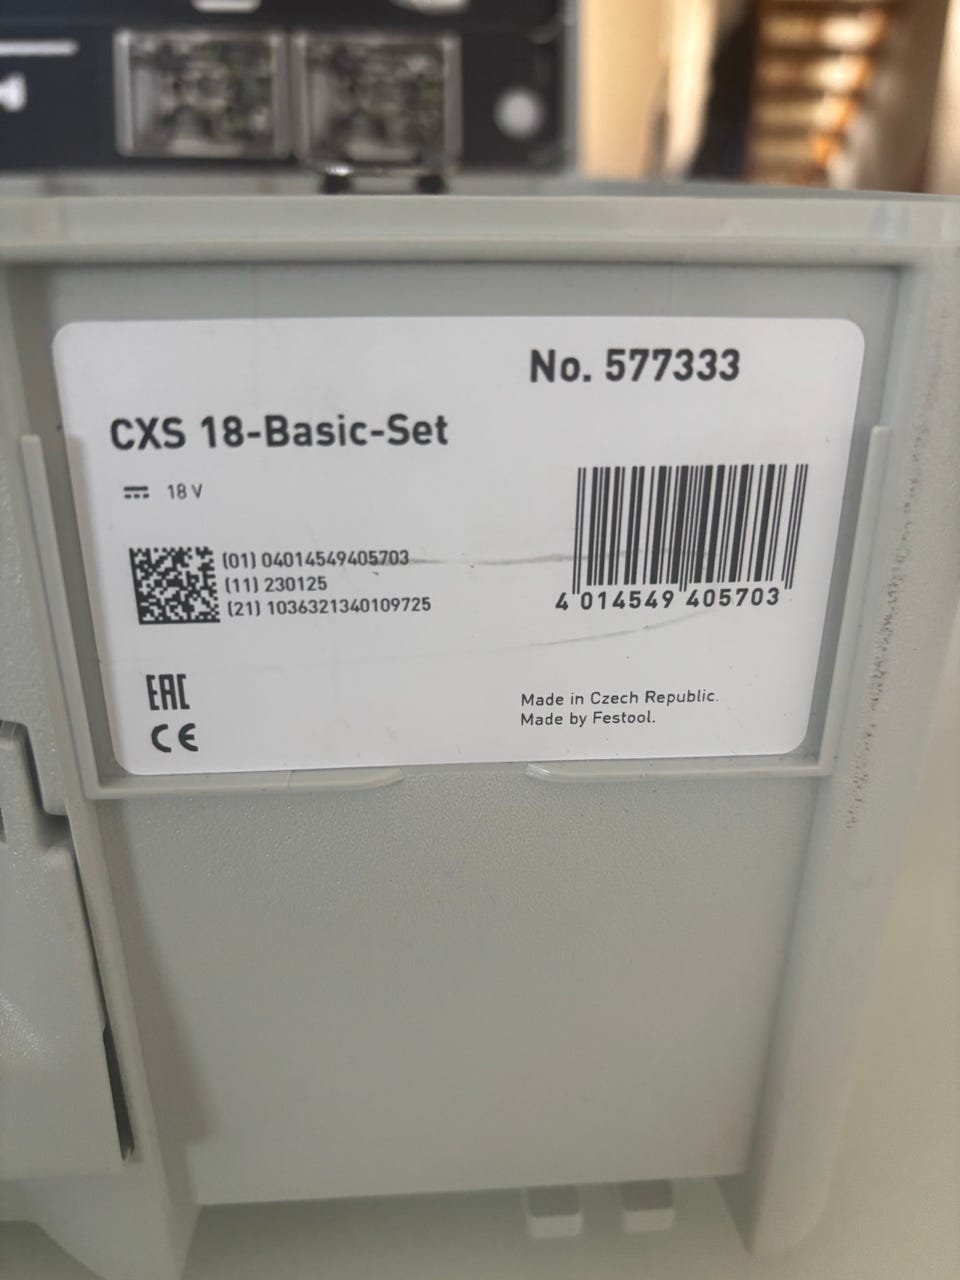 No. 577333
CXS 18-Basic-Set
18 V
(01) 04014549405703
(11) 230125
(21) 1036321340109725
4 014549 405703
EAC
CE
Made in Czech Republic.
Made by Festool.